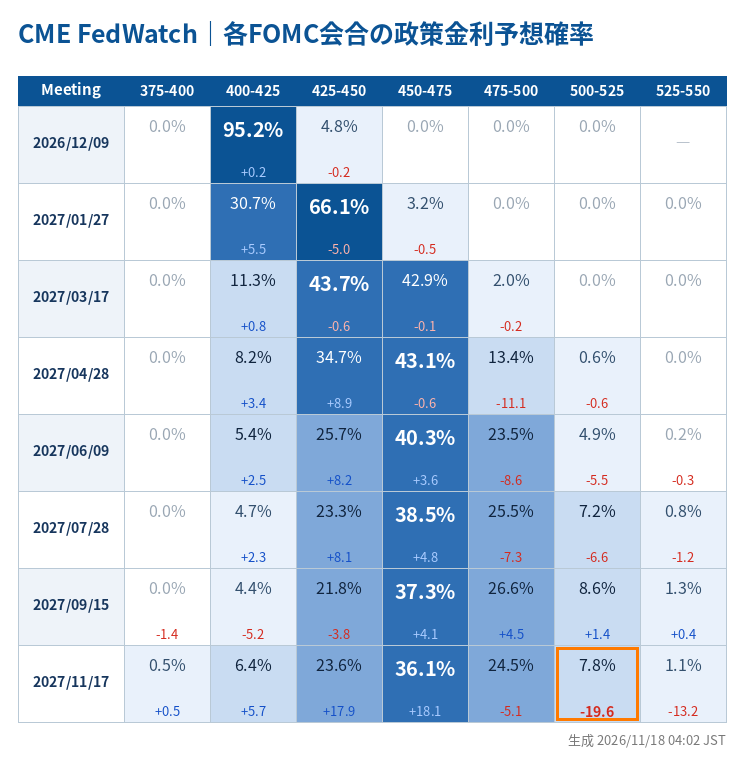 CME FedWatch｜各FOMC会合の政策金利予想確率
Meeting 375-400 400-425 425-450 450-475 475-500 500-525 525-550
2026/12/09 0.0% 95.2% 4.8% 0.0% 0.0% 0.0% —
+0.2 -0.2
2027/01/27 0.0% 30.7% 66.1% 3.2% 0.0% 0.0% 0.0%
+5.5 -5.0 -0.5
2027/03/17 0.0% 11.3% 43.7% 42.9% 2.0% 0.0% 0.0%
+0.8 -0.6 -0.1 -0.2
2027/04/28 0.0% 8.2% 34.7% 43.1% 13.4% 0.6% 0.0%
+3.4 +8.9 -0.6 -11.1 -0.6
2027/06/09 0.0% 5.4% 25.7% 40.3% 23.5% 4.9% 0.2%
+2.5 +8.2 +3.6 -8.6 -5.5 -0.3
2027/07/28 0.0% 4.7% 23.3% 38.5% 25.5% 7.2% 0.8%
+2.3 +8.1 +4.8 -7.3 -6.6 -1.2
2027/09/15 0.0% 4.4% 21.8% 37.3% 26.6% 8.6% 1.3%
-1.4 -5.2 -3.8 +4.1 +4.5 +1.4 +0.4
2027/11/17 0.5% 6.4% 23.6% 36.1% 24.5% 7.8% 1.1%
+0.5 +5.7 +17.9 +18.1 -5.1 -19.6 -13.2
生成 2026/11/18 04:02 JST